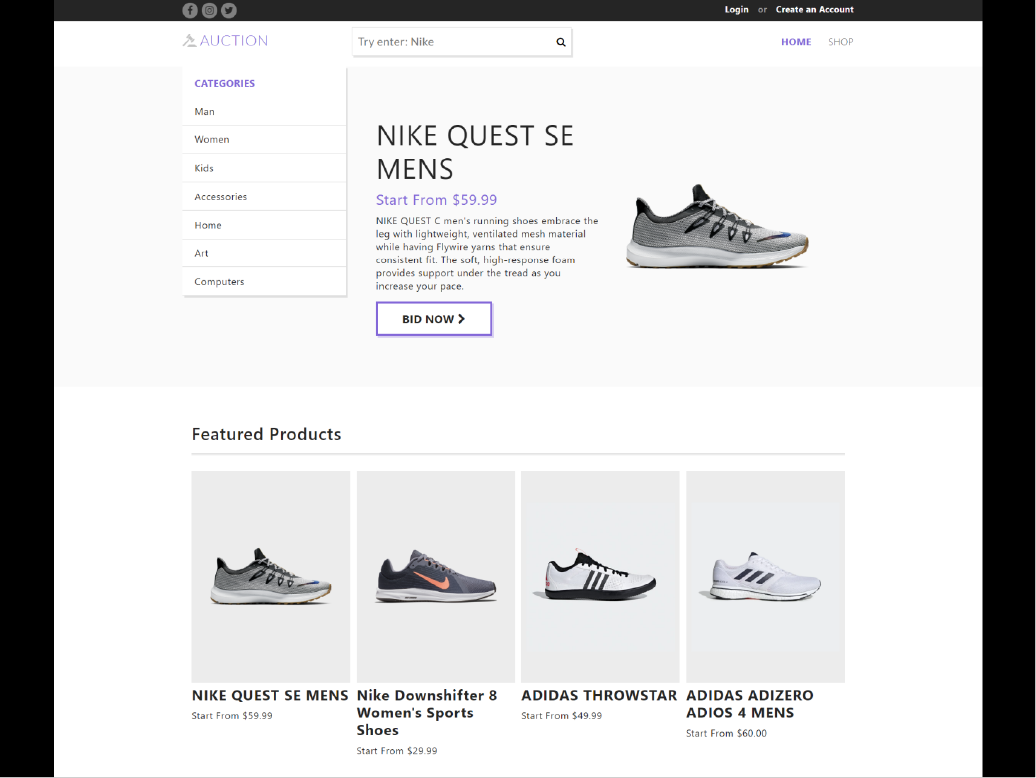 Login or Create an Account
AUCTION
Try enter: Nike
HOME SHOP
CATEGORIES
Man
Women
Kids
Accessories
Home
Art
Computers
NIKE QUEST SE
MENS
Start From $59.99
NIKE QUEST C men's running shoes embrace the
leg with lightweight, ventilated mesh material
while having Flywire yarns that ensure
consistent fit. The soft, high-response foam
provides support under the tread as you
increase your pace.
BID NOW
Featured Products
NIKE QUEST SE MENS
Start From $59.99
Nike Downshifter 8
Women's Sports
Shoes
Start From $29.99
ADIDAS THROWSTAR
Start From $49.99
ADIDAS ADIZERO
ADIOS 4 MENS
Start From $60.00